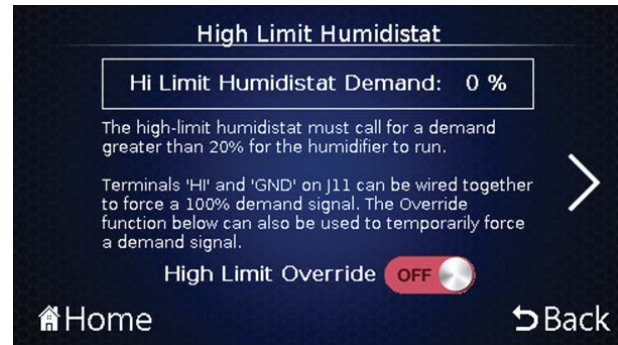 High Limit Humidistat
Hi Limit Humidistat Demand: 0 %
The high-limit humidistat must call for a demand
greater than 20% for the humidifier to run.
Terminals 'HI' and 'GND' on J11 can be wired together
to force a 100% demand signal. The Override
function below can also be used to temporarily force
a demand signal.
High Limit Override OFF
Home
Back